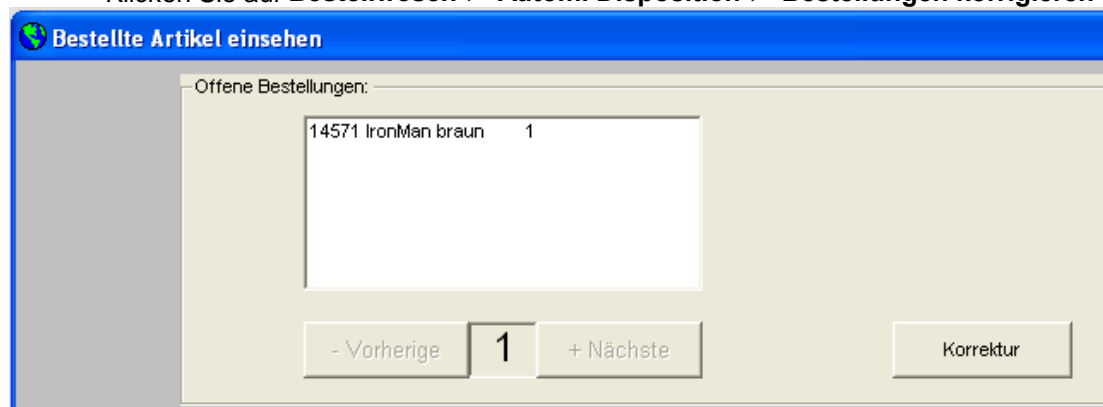 Klicken Sie auf Bestellwesen > Autom. Disposition > Bestellungen korrigieren
Bestellte Artikel einsehen
Offene Bestellungen:
14571 IronMan braun 1
- Vorherige 1 + Nächste Korrektur